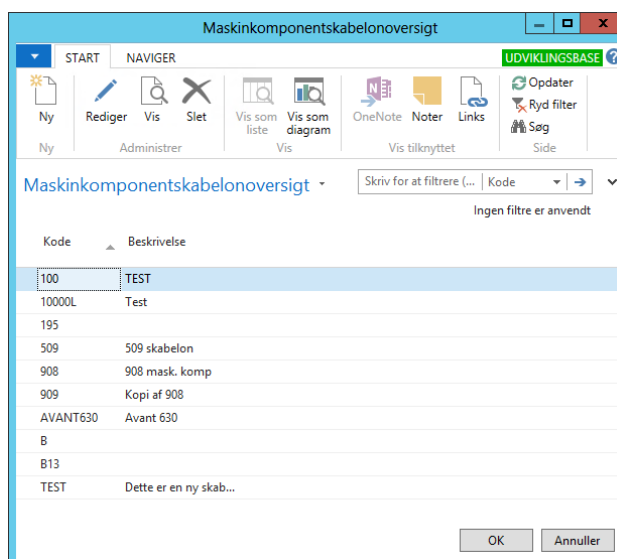 Maskinkomponentskabelonoversigt
START NAVIGER UDVIKLINGSBASE
Ny Rediger Vis Slet Vis som liste Vis som diagram OneNote Noter Links Opdater
Ryd filter
Søg
Ny Administrer Vis Vis tilknyttet Side
Maskinkomponentskabelonoversigt Skriv for at filtrere (... Kode
Ingen filtre er anvendt
Kode Beskrivelse
100 TEST
10000L Test
195
509 509 skabelon
908 908 mask. komp
909 Kopi af 908
AVANT630 Avant 630
B
B13
TEST Dette er en ny skab...
OK Annuller